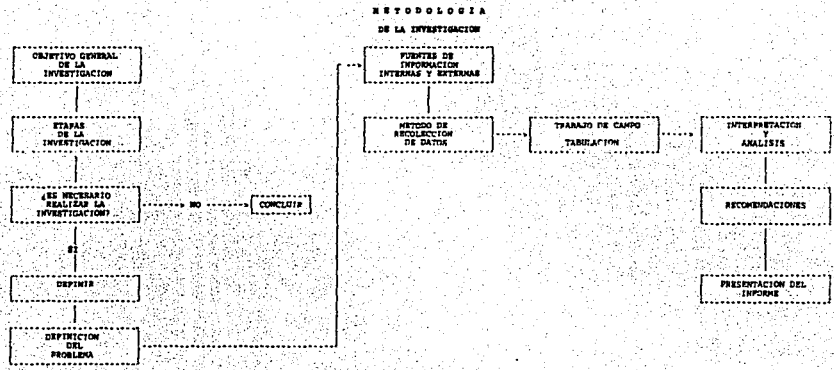 METODOLOGIA
DE LA INVESTIGACION
OBJETIVO GENERAL
DE LA
INVESTIGACION
ETAPAS
DE LA
INVESTIGACION
¿ES NECESARIO
REALIZAR LA
INVESTIGACION?
NO
CONCLUIR
SI
DEFINIR
DEFINICION
DEL
PROBLEMA
FUENTES DE
INFORMACION
INTERNAS Y EXTERNAS
METODO DE
RECOLECCION
DE DATOS
TRABAJO DE CAMPO
TABULACION
INTERPRETACION
Y
ANALISIS
RECOMENDACIONES
PRESENTACION DEL
INFORME